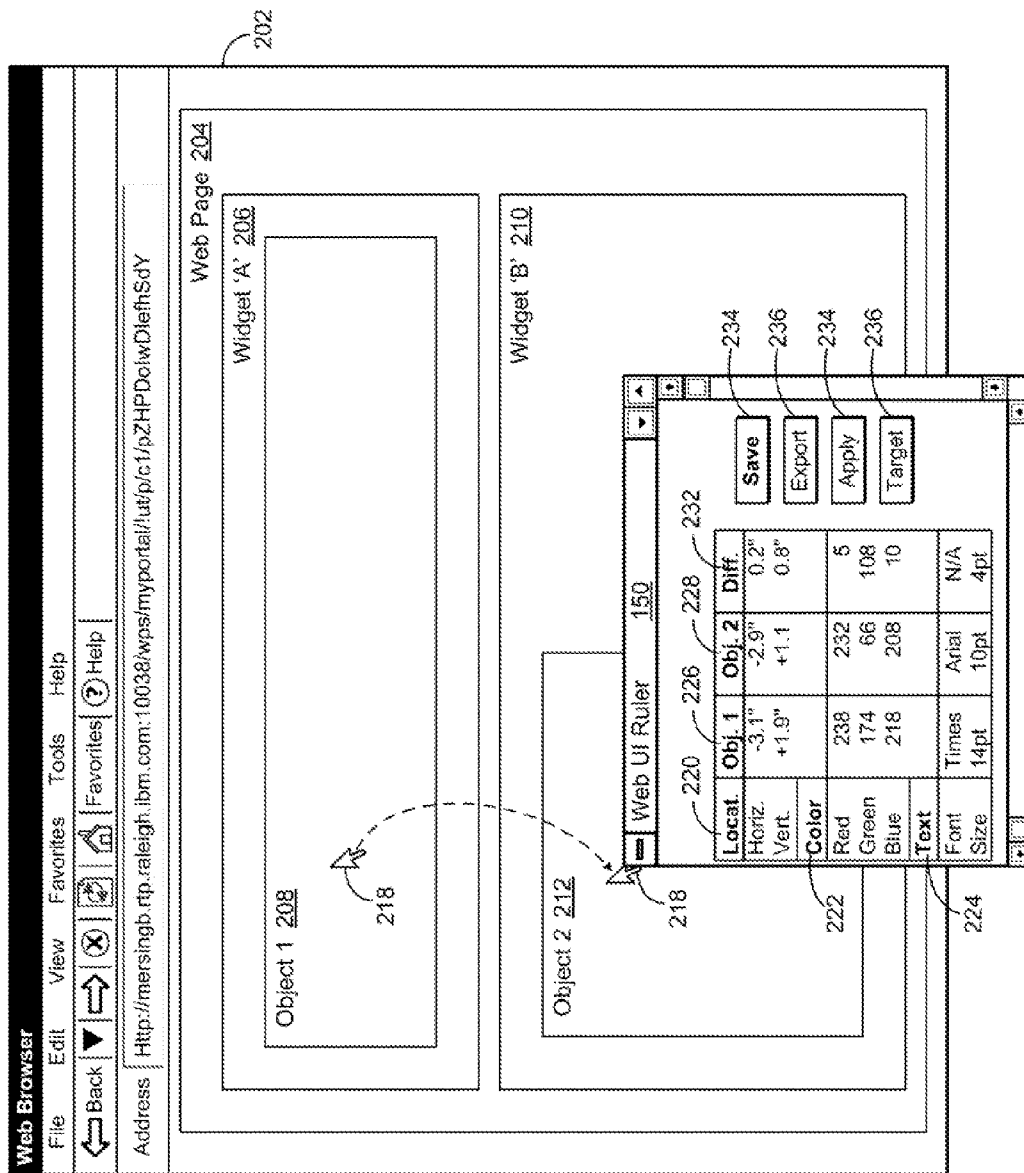 Web Browser
File Edit View Favorites Tools Help
Back Favorites ? Help
Address Http://mersingb.rtp.raleigh.ibm.com:10038/wps/myportal/!ut/p/c1/pZHPDolwDIefhSdY
202
Web Page 204
Widget 'A' 206
Object 1 208
218
Widget 'B' 210
Object 2 212
218
Web UI Ruler 150
220 226 228 232
Locat. Obj. 1 Obj. 2 Diff.
Horiz. -3.1" -2.9" 0.2"
Vert. +1.9" +1.1 0.8"
222
Color
Red 238 232 5
Green 174 66 108
Blue 218 208 10
224
Text
Font Times Arial N/A
Size 14pt 10pt 4pt
Save 234
Export 236
Apply 234
Target 236